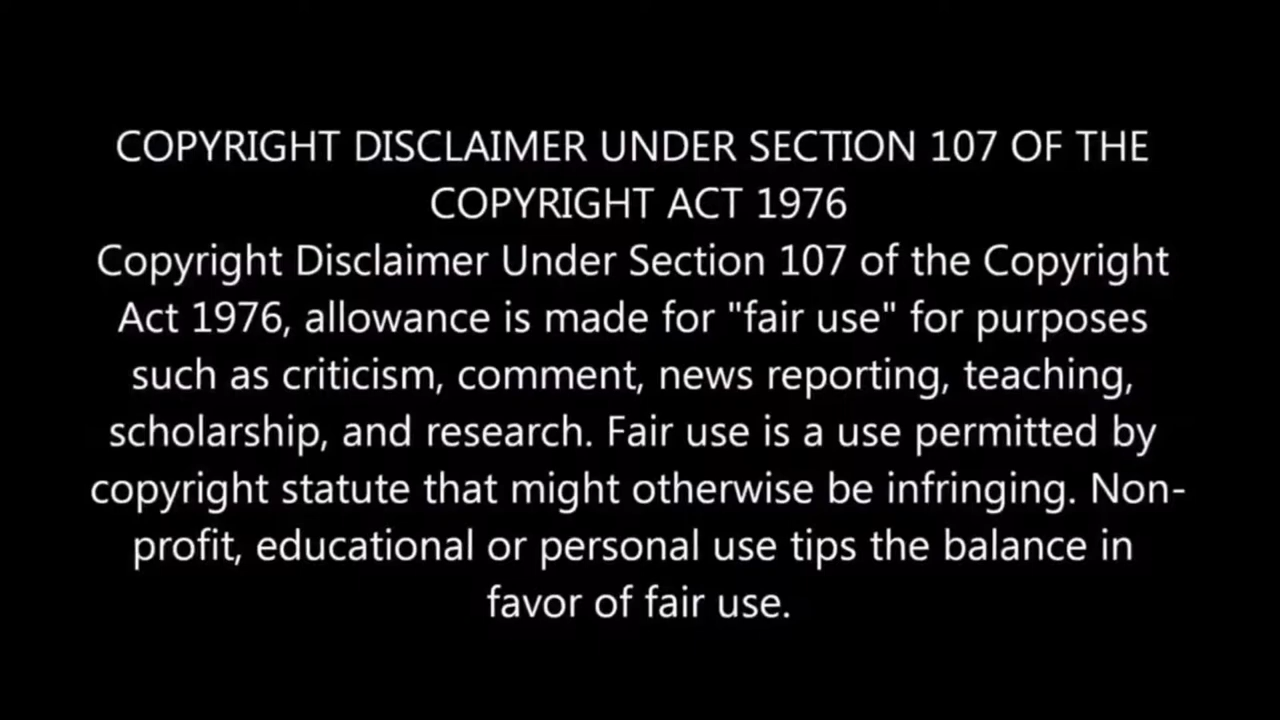 COPYRIGHT DISCLAIMER UNDER SECTION 107 OF THE
COPYRIGHT ACT 1976
Copyright Disclaimer Under Section 107 of the Copyright
Act 1976, allowance is made for "fair use" for purposes
such as criticism, comment, news reporting, teaching,
scholarship, and research. Fair use is a use permitted by
copyright statute that might otherwise be infringing. Non-
profit, educational or personal use tips the balance in
favor of fair use.